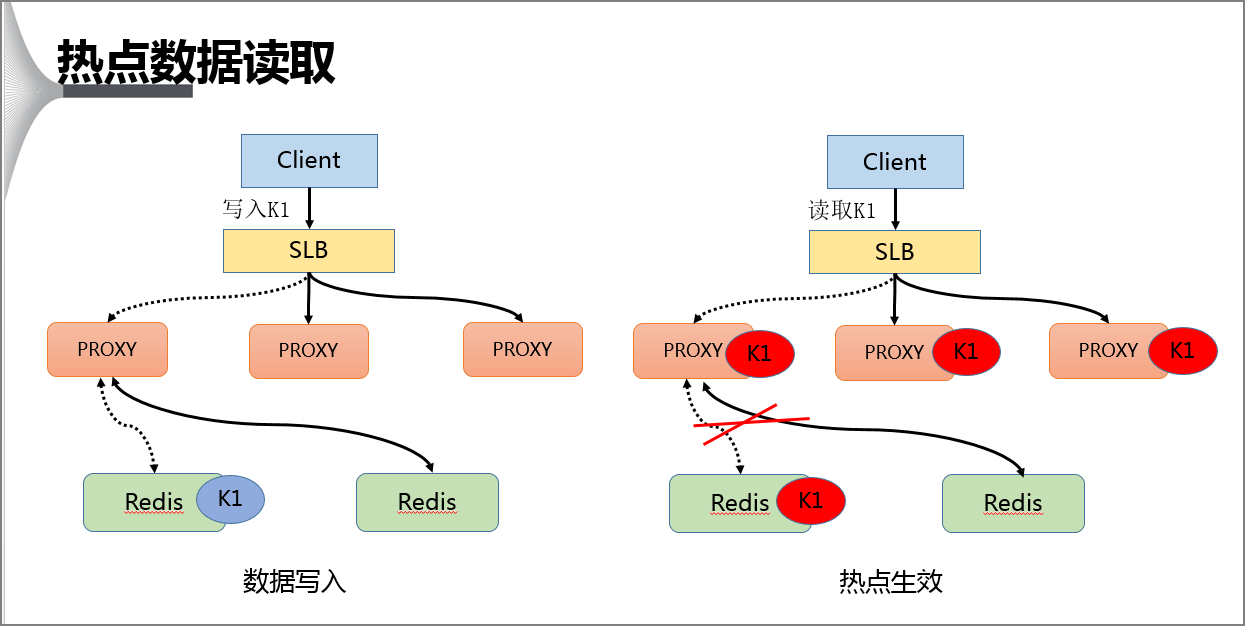 热点数据读取
Client
写入K1
SLB
PROXY
PROXY
PROXY
Redis
K1
Redis
数据写入
Client
读取K1
SLB
PROXY
K1
PROXY
K1
PROXY
K1
Redis
K1
Redis
热点生效